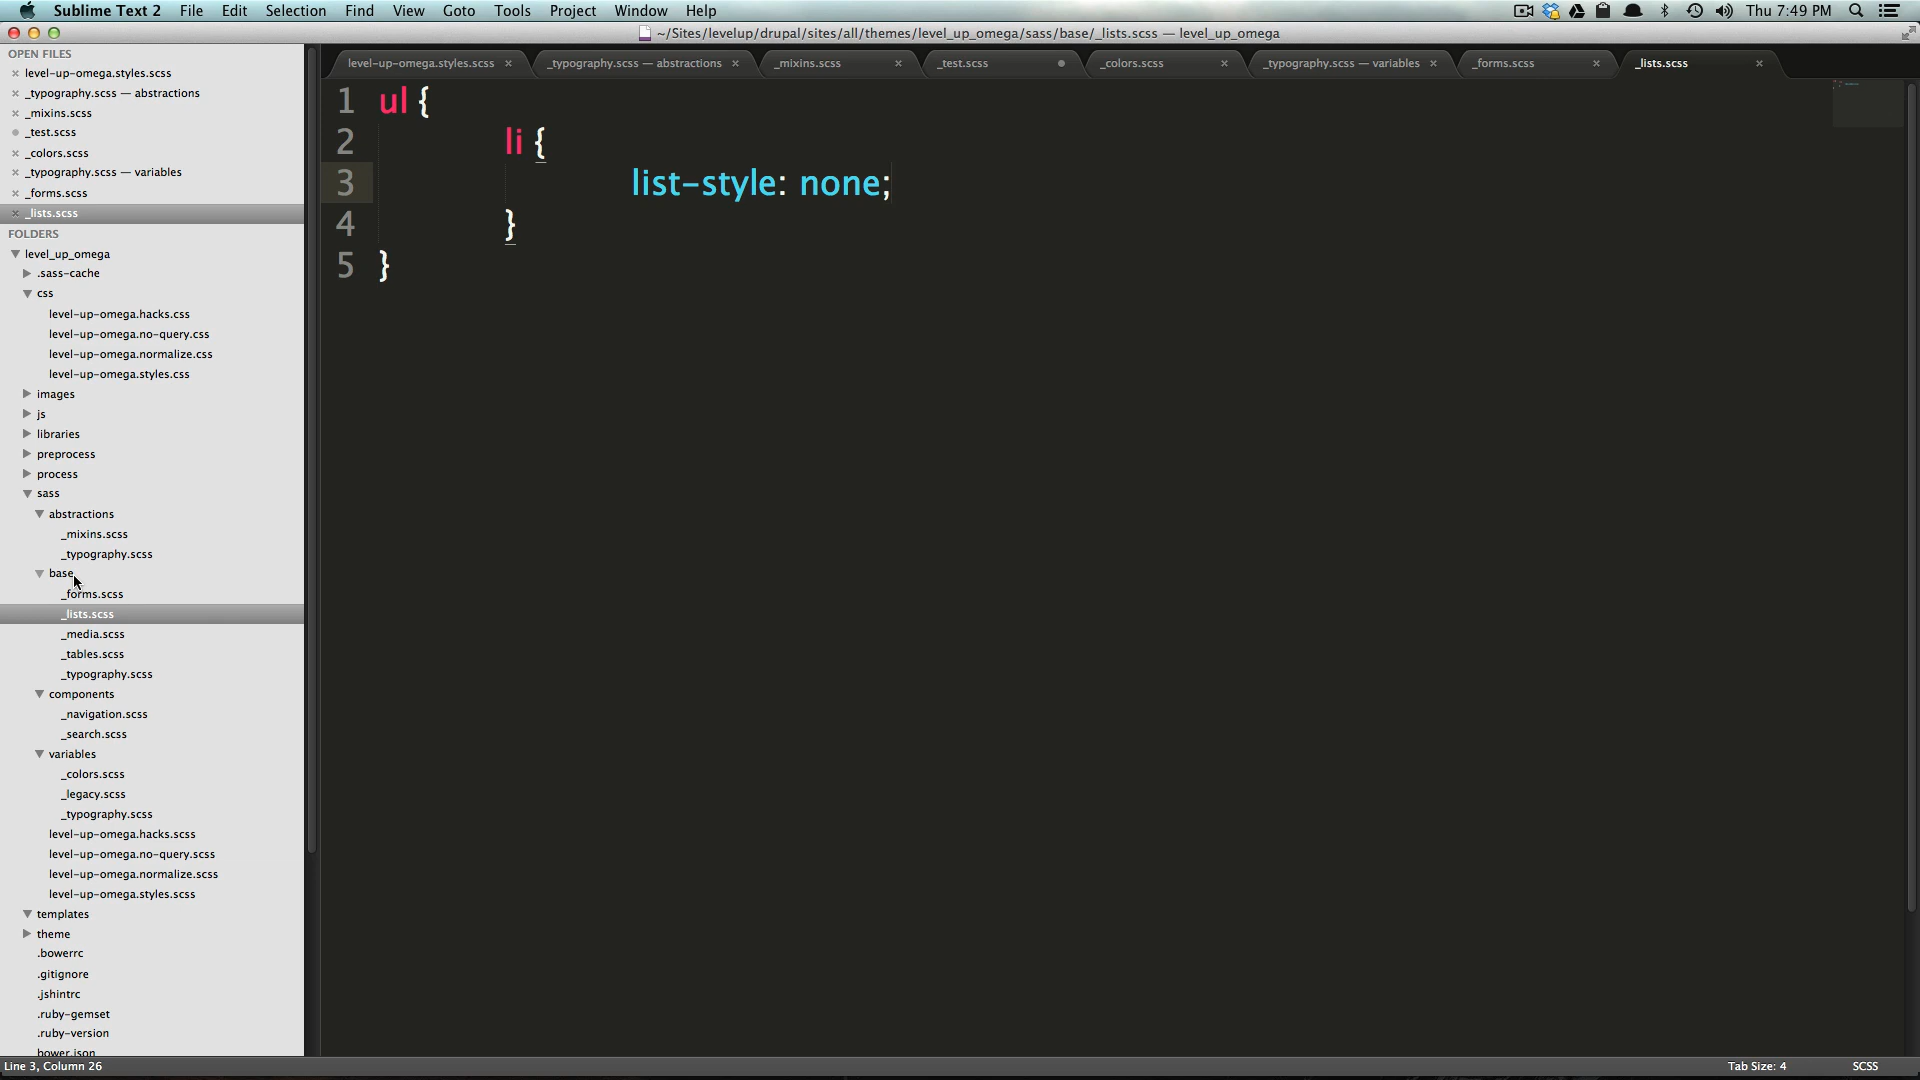 Sublime Text 2 File Edit Selection Find View Goto Tools Project Window Help Thu 7:49 PM
~/Sites/levelup/drupal/sites/all/themes/level_up_omega/sass/base/_lists.scss — level_up_omega
OPEN FILES
level-up-omega.styles.scss
_typography.scss — abstractions
_mixins.scss
_test.scss
_colors.scss
_typography.scss — variables
_forms.scss
_lists.scss
FOLDERS
level_up_omega
.sass-cache
css
level-up-omega.hacks.css
level-up-omega.no-query.css
level-up-omega.normalize.css
level-up-omega.styles.css
images
js
libraries
preprocess
process
sass
abstractions
_mixins.scss
_typography.scss
base
_forms.scss
_lists.scss
_media.scss
_tables.scss
_typography.scss
components
_navigation.scss
_search.scss
variables
_colors.scss
_legacy.scss
_typography.scss
level-up-omega.hacks.scss
level-up-omega.no-query.scss
level-up-omega.normalize.scss
level-up-omega.styles.scss
templates
theme
.bowerrc
.gitignore
.jshintrc
.ruby-gemset
.ruby-version
bower.json
level-up-omega.styles.scss _typography.scss — abstractions _mixins.scss _test.scss _colors.scss _typography.scss — variables _forms.scss _lists.scss
1 ul {
2 li {
3 list-style: none;
4 }
5 }
Line 3, Column 26 Tab Size: 4 SCSS